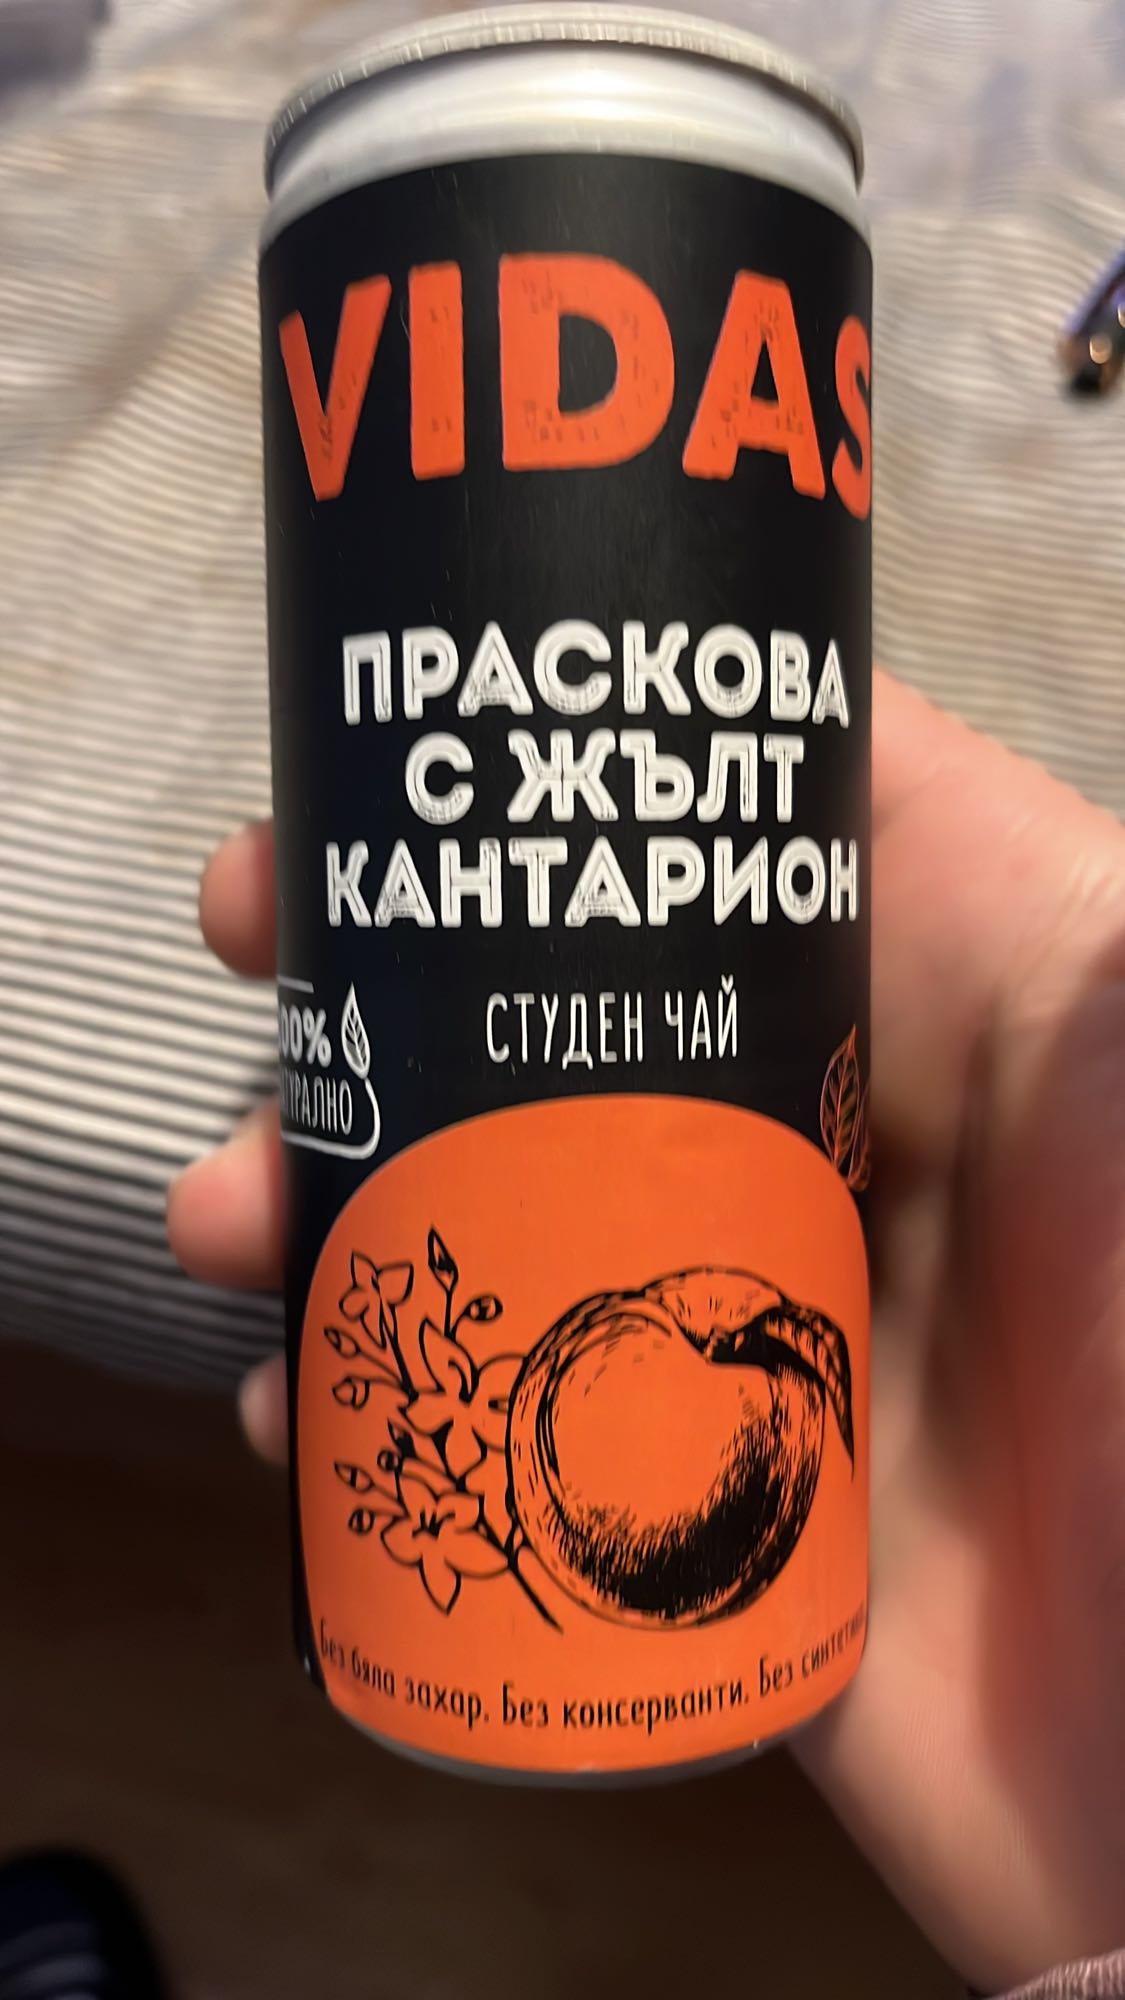 VIDAS
ПРАСКОВА
С ЖЪЛТ
КАНТАРИОН
СТУДЕН ЧАЙ
Без бяла захар. Без консерванти. Без